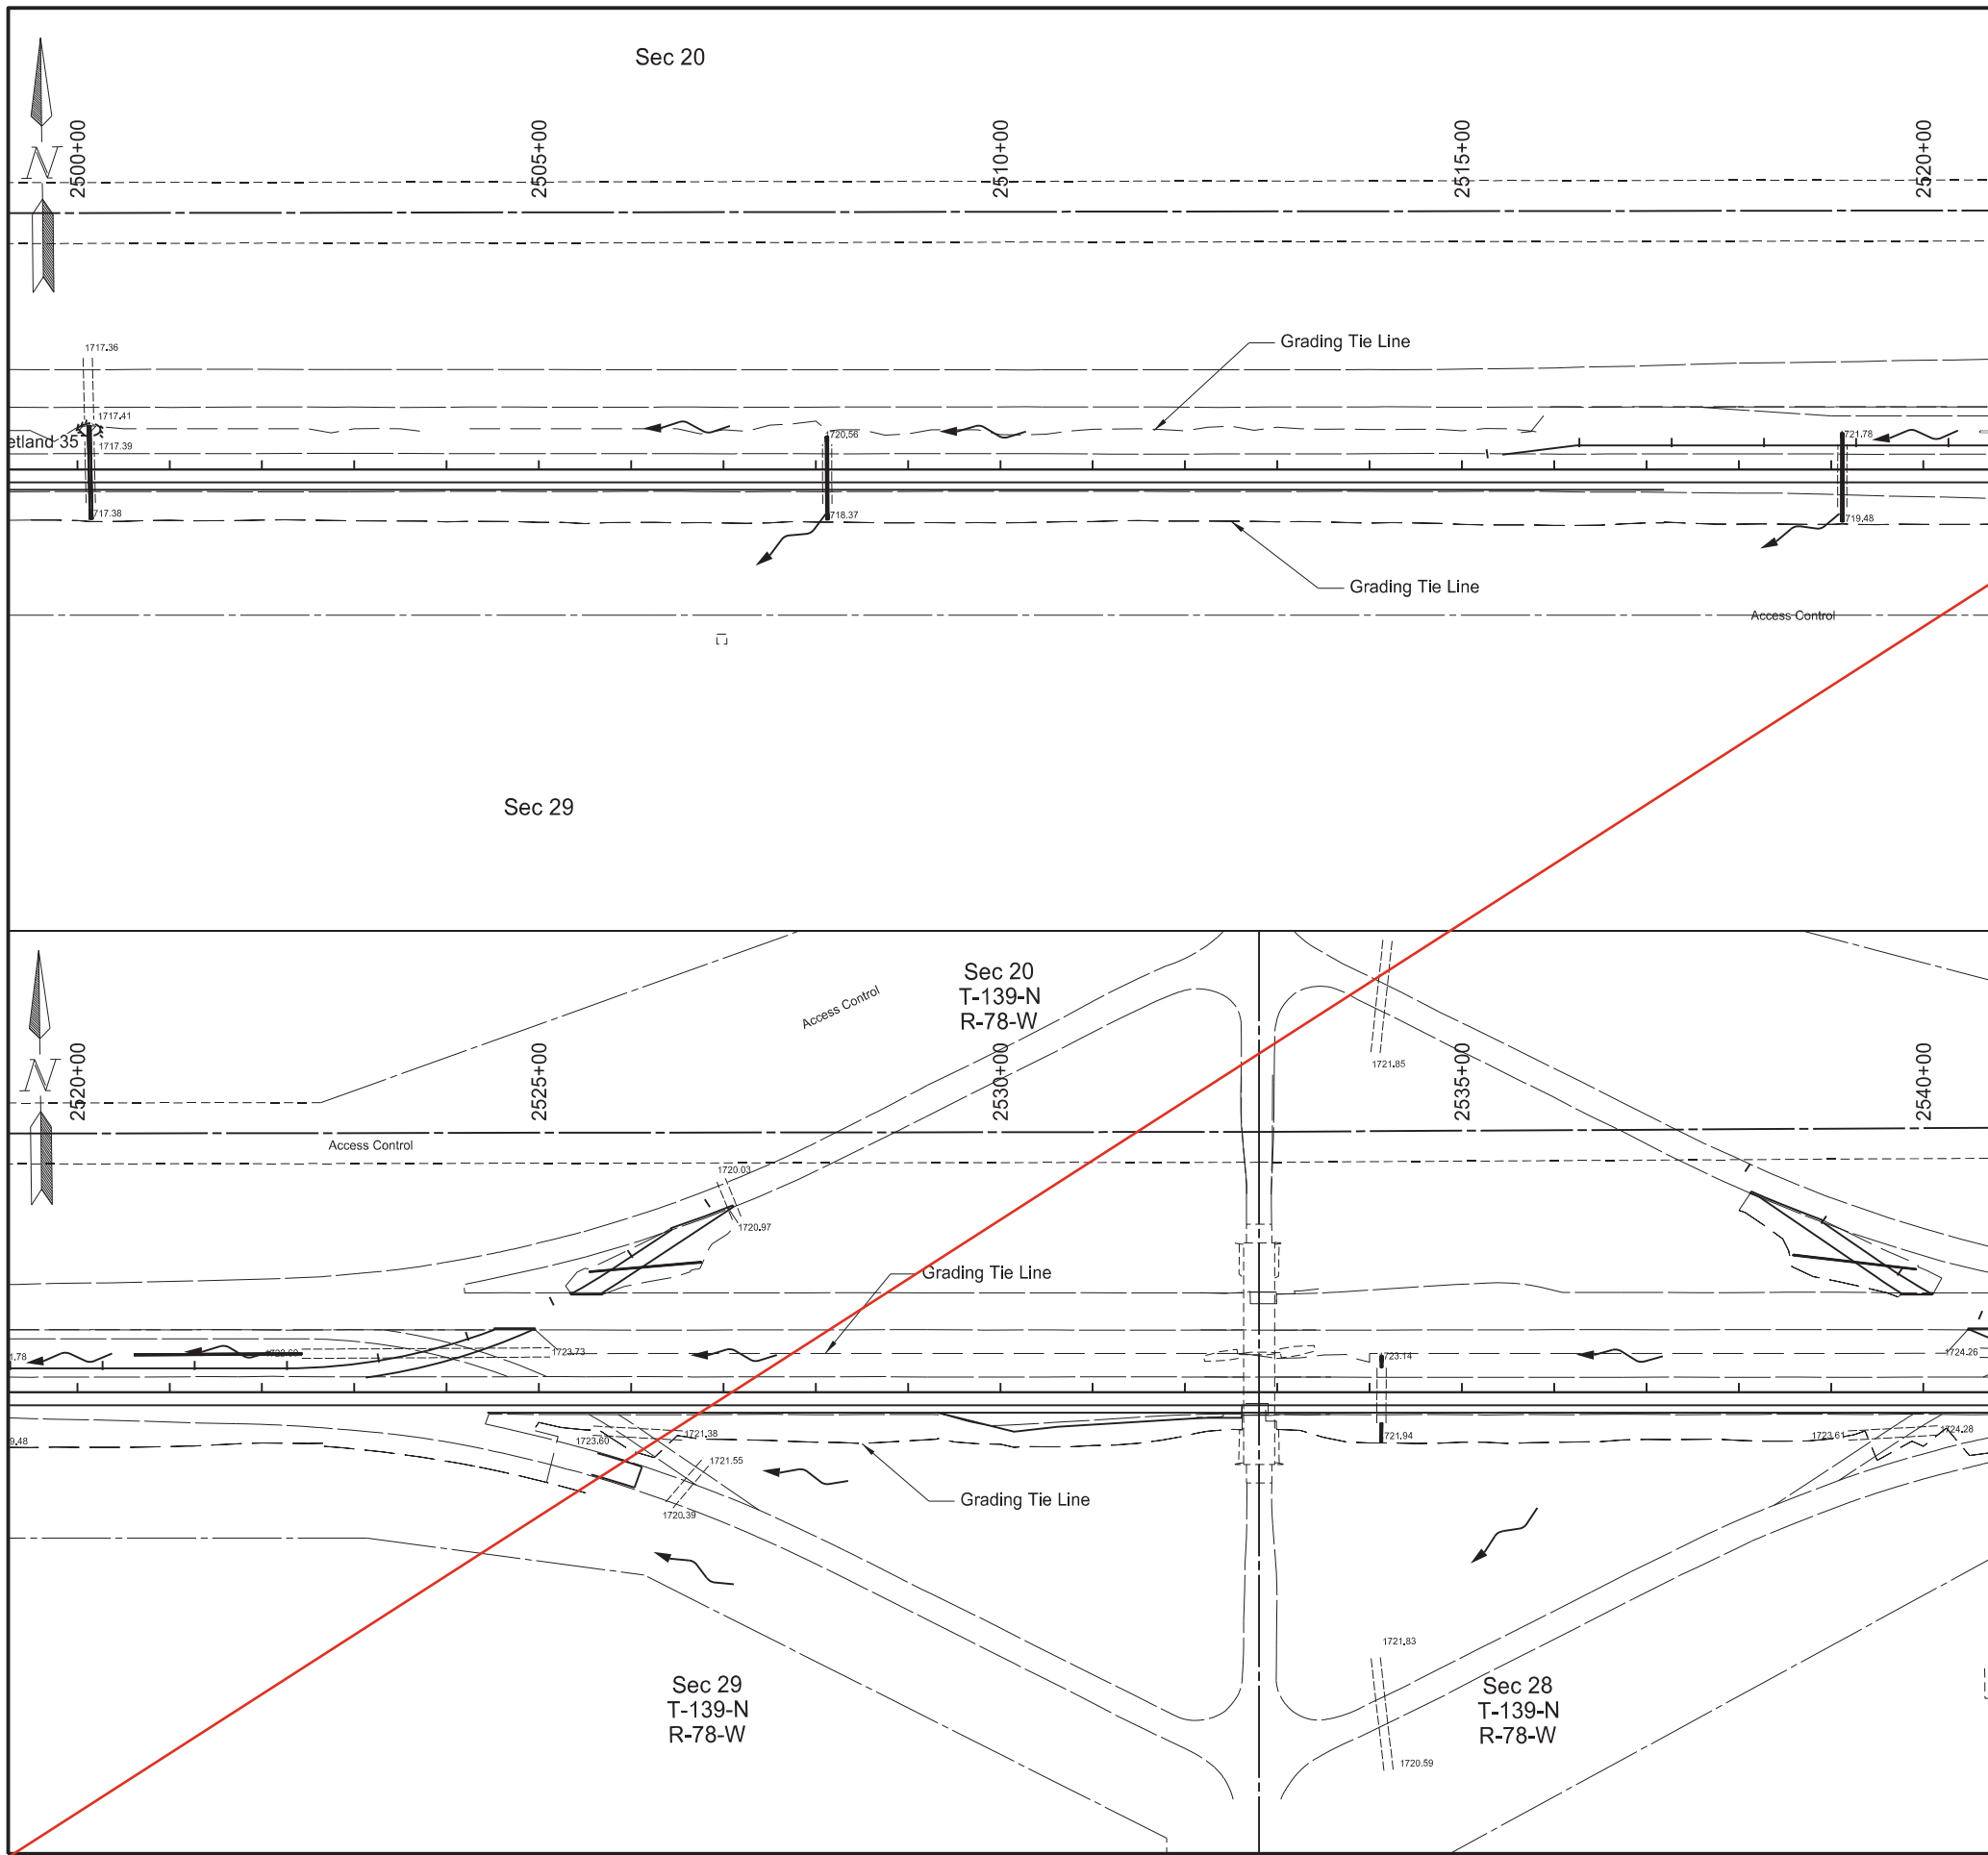 Sec 20
N
2500+00
2505+00
2510+00
2515+00
2520+00
Grading Tie Line
1717.36
1717.41
etland 35
1717.39
717.38
1720.56
718.37
721.78
719.48
Grading Tie Line
Access Control
Sec 29
Sec 20
T-139-N
R-78-W
Access Control
N
2520+00
2525+00
2530+00
2535+00
2540+00
1721.85
Access Control
1720.03
1720.97
Grading Tie Line
1.78
1723.73
723.14
1724.26
9.48
1723.60
1721.38
721.94
1723.61
1724.28
1721.55
1720.39
Grading Tie Line
1721.83
Sec 29
T-139-N
R-78-W
Sec 28
T-139-N
R-78-W
1720.59